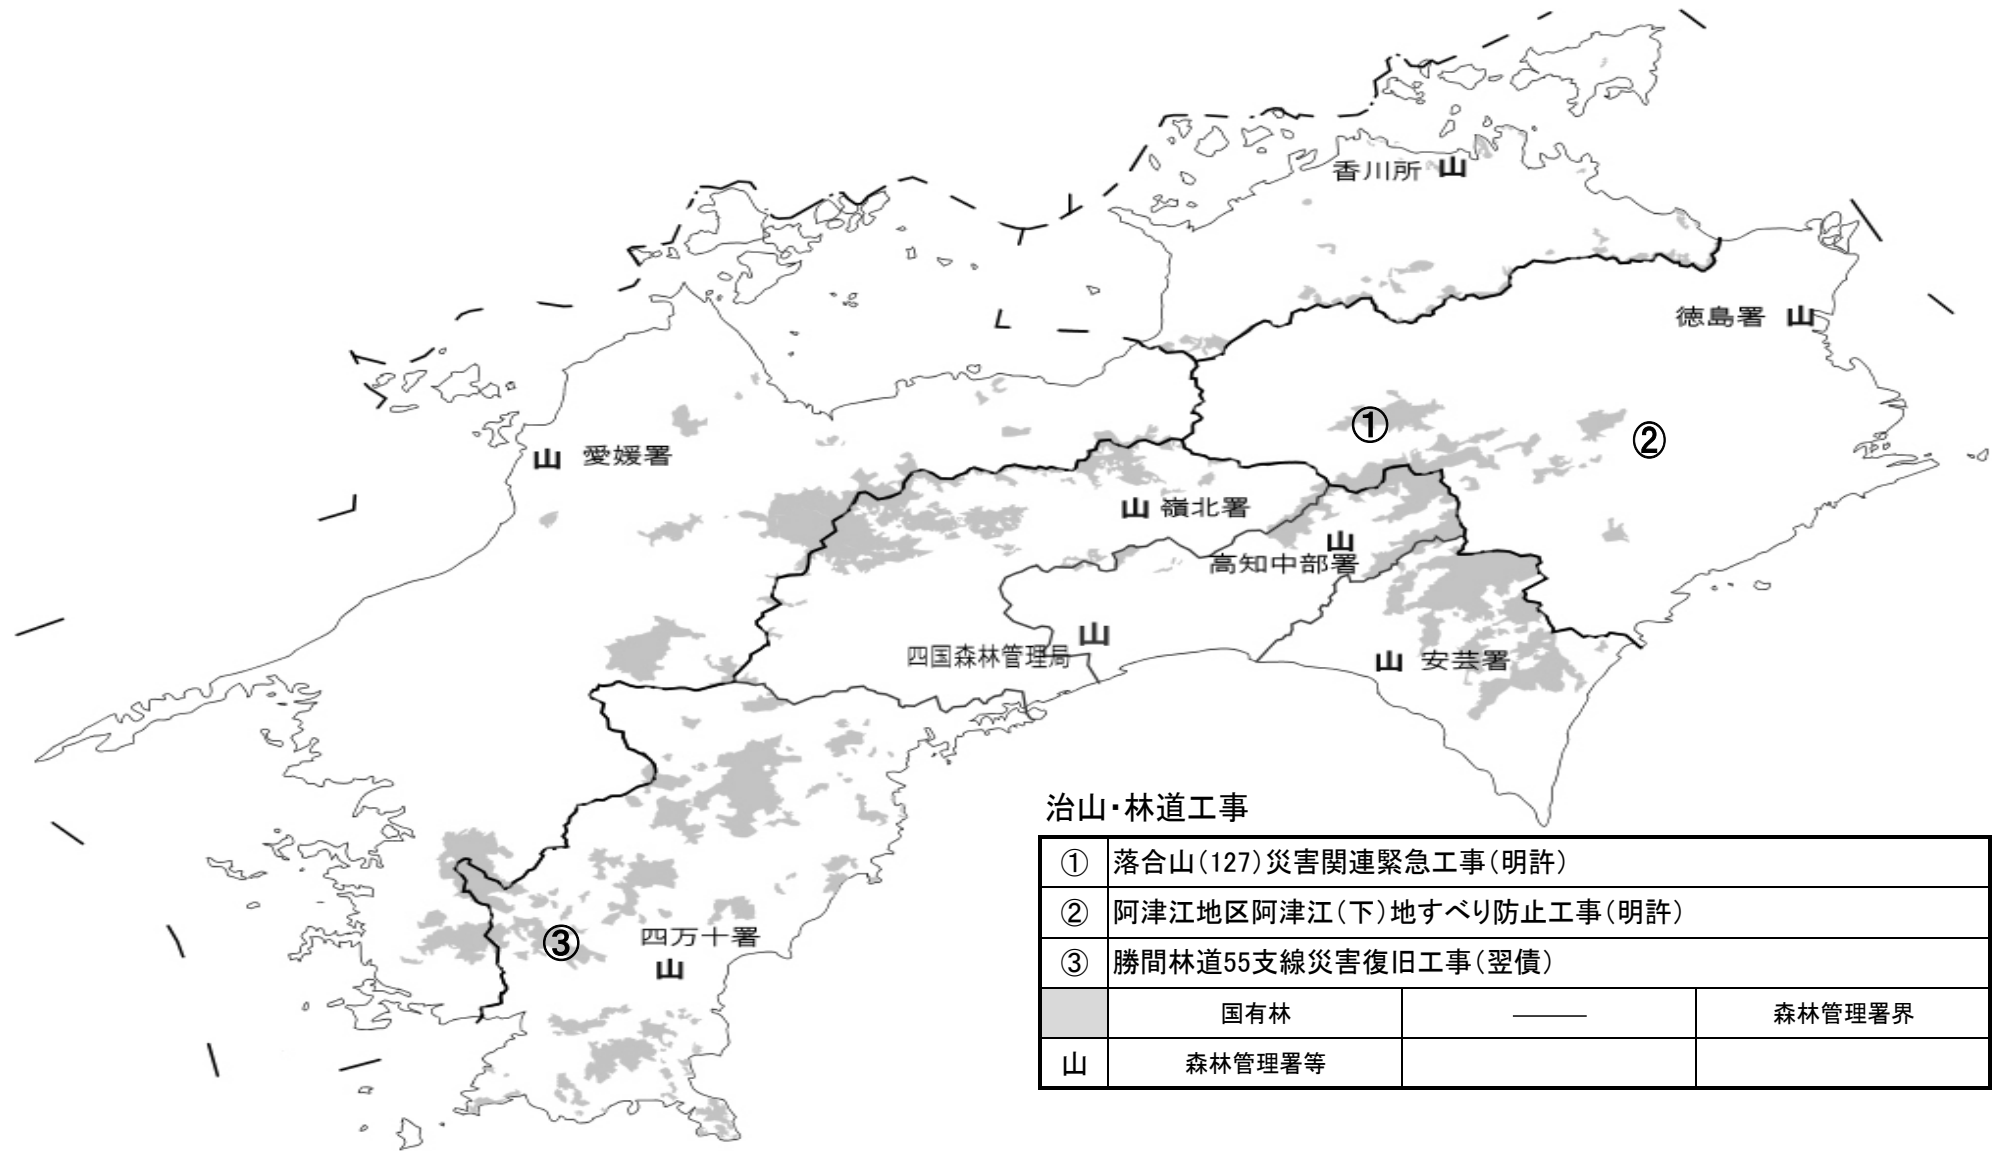 香川所 山
徳島署 山
①
②
山 愛媛署
山 嶺北署
山
高知中部署
山
四国森林管理局
山 安芸署
③
四万十署
山
治山・林道工事
① 落合山(127)災害関連緊急工事(明許)
② 阿津江地区阿津江(下)地すべり防止工事(明許)
③ 勝間林道55支線災害復旧工事(翌債)
国有林 ―― 森林管理署界
山 森林管理署等